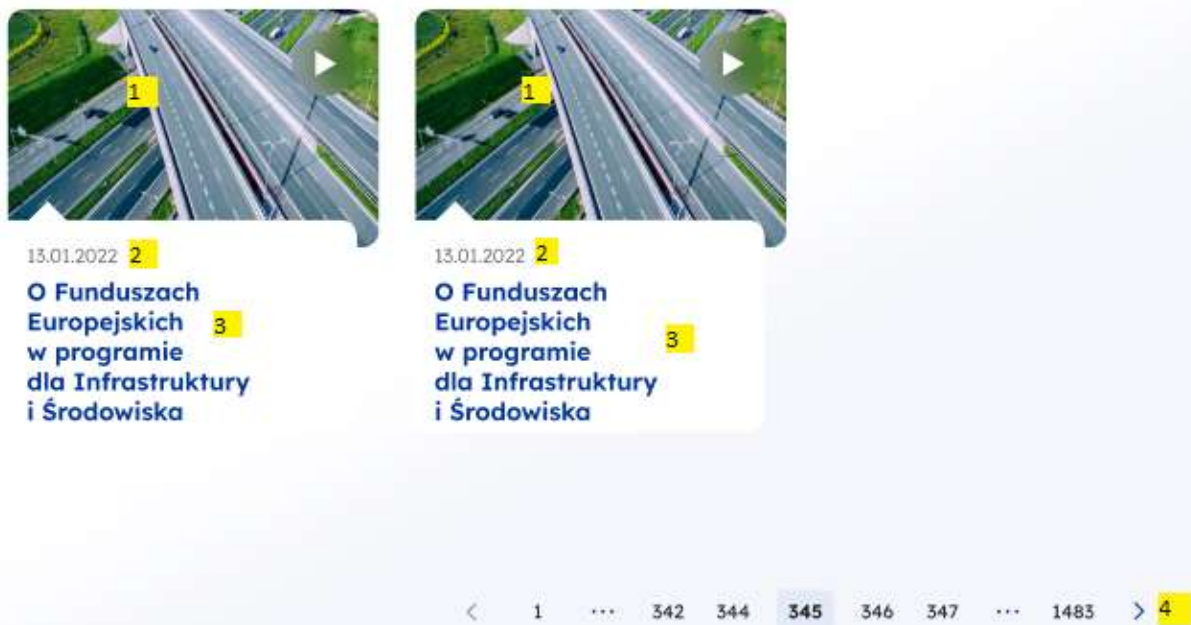 1
1
13.01.2022 2
O Funduszach
Europejskich 3
w programie
dla Infrastruktury
i Środowiska
13.01.2022 2
O Funduszach
Europejskich
w programie 3
dla Infrastruktury
i Środowiska
< 1 ... 342 344 345 346 347 ... 1483 > 4